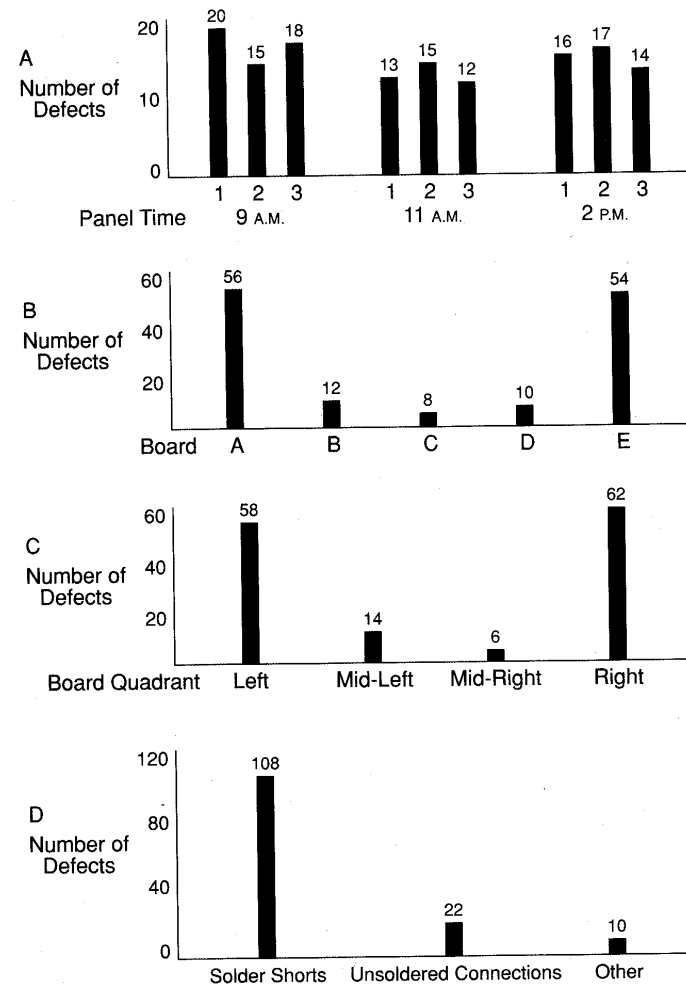 20
15
18
13
15
12
16
17
14
A
Number of
Defects
20
10
0
1 2 3 1 2 3 1 2 3
Panel Time 9 A.M. 11 A.M. 2 P.M.
B
Number of
Defects
60
40
20
56
12
8
10
54
Board A B C D E
C
Number of
Defects
60
40
20
58
14
6
62
Board Quadrant Left Mid-Left Mid-Right Right
D
Number of
Defects
120
80
40
0
108
22
10
Solder Shorts Unsoldered Connections Other